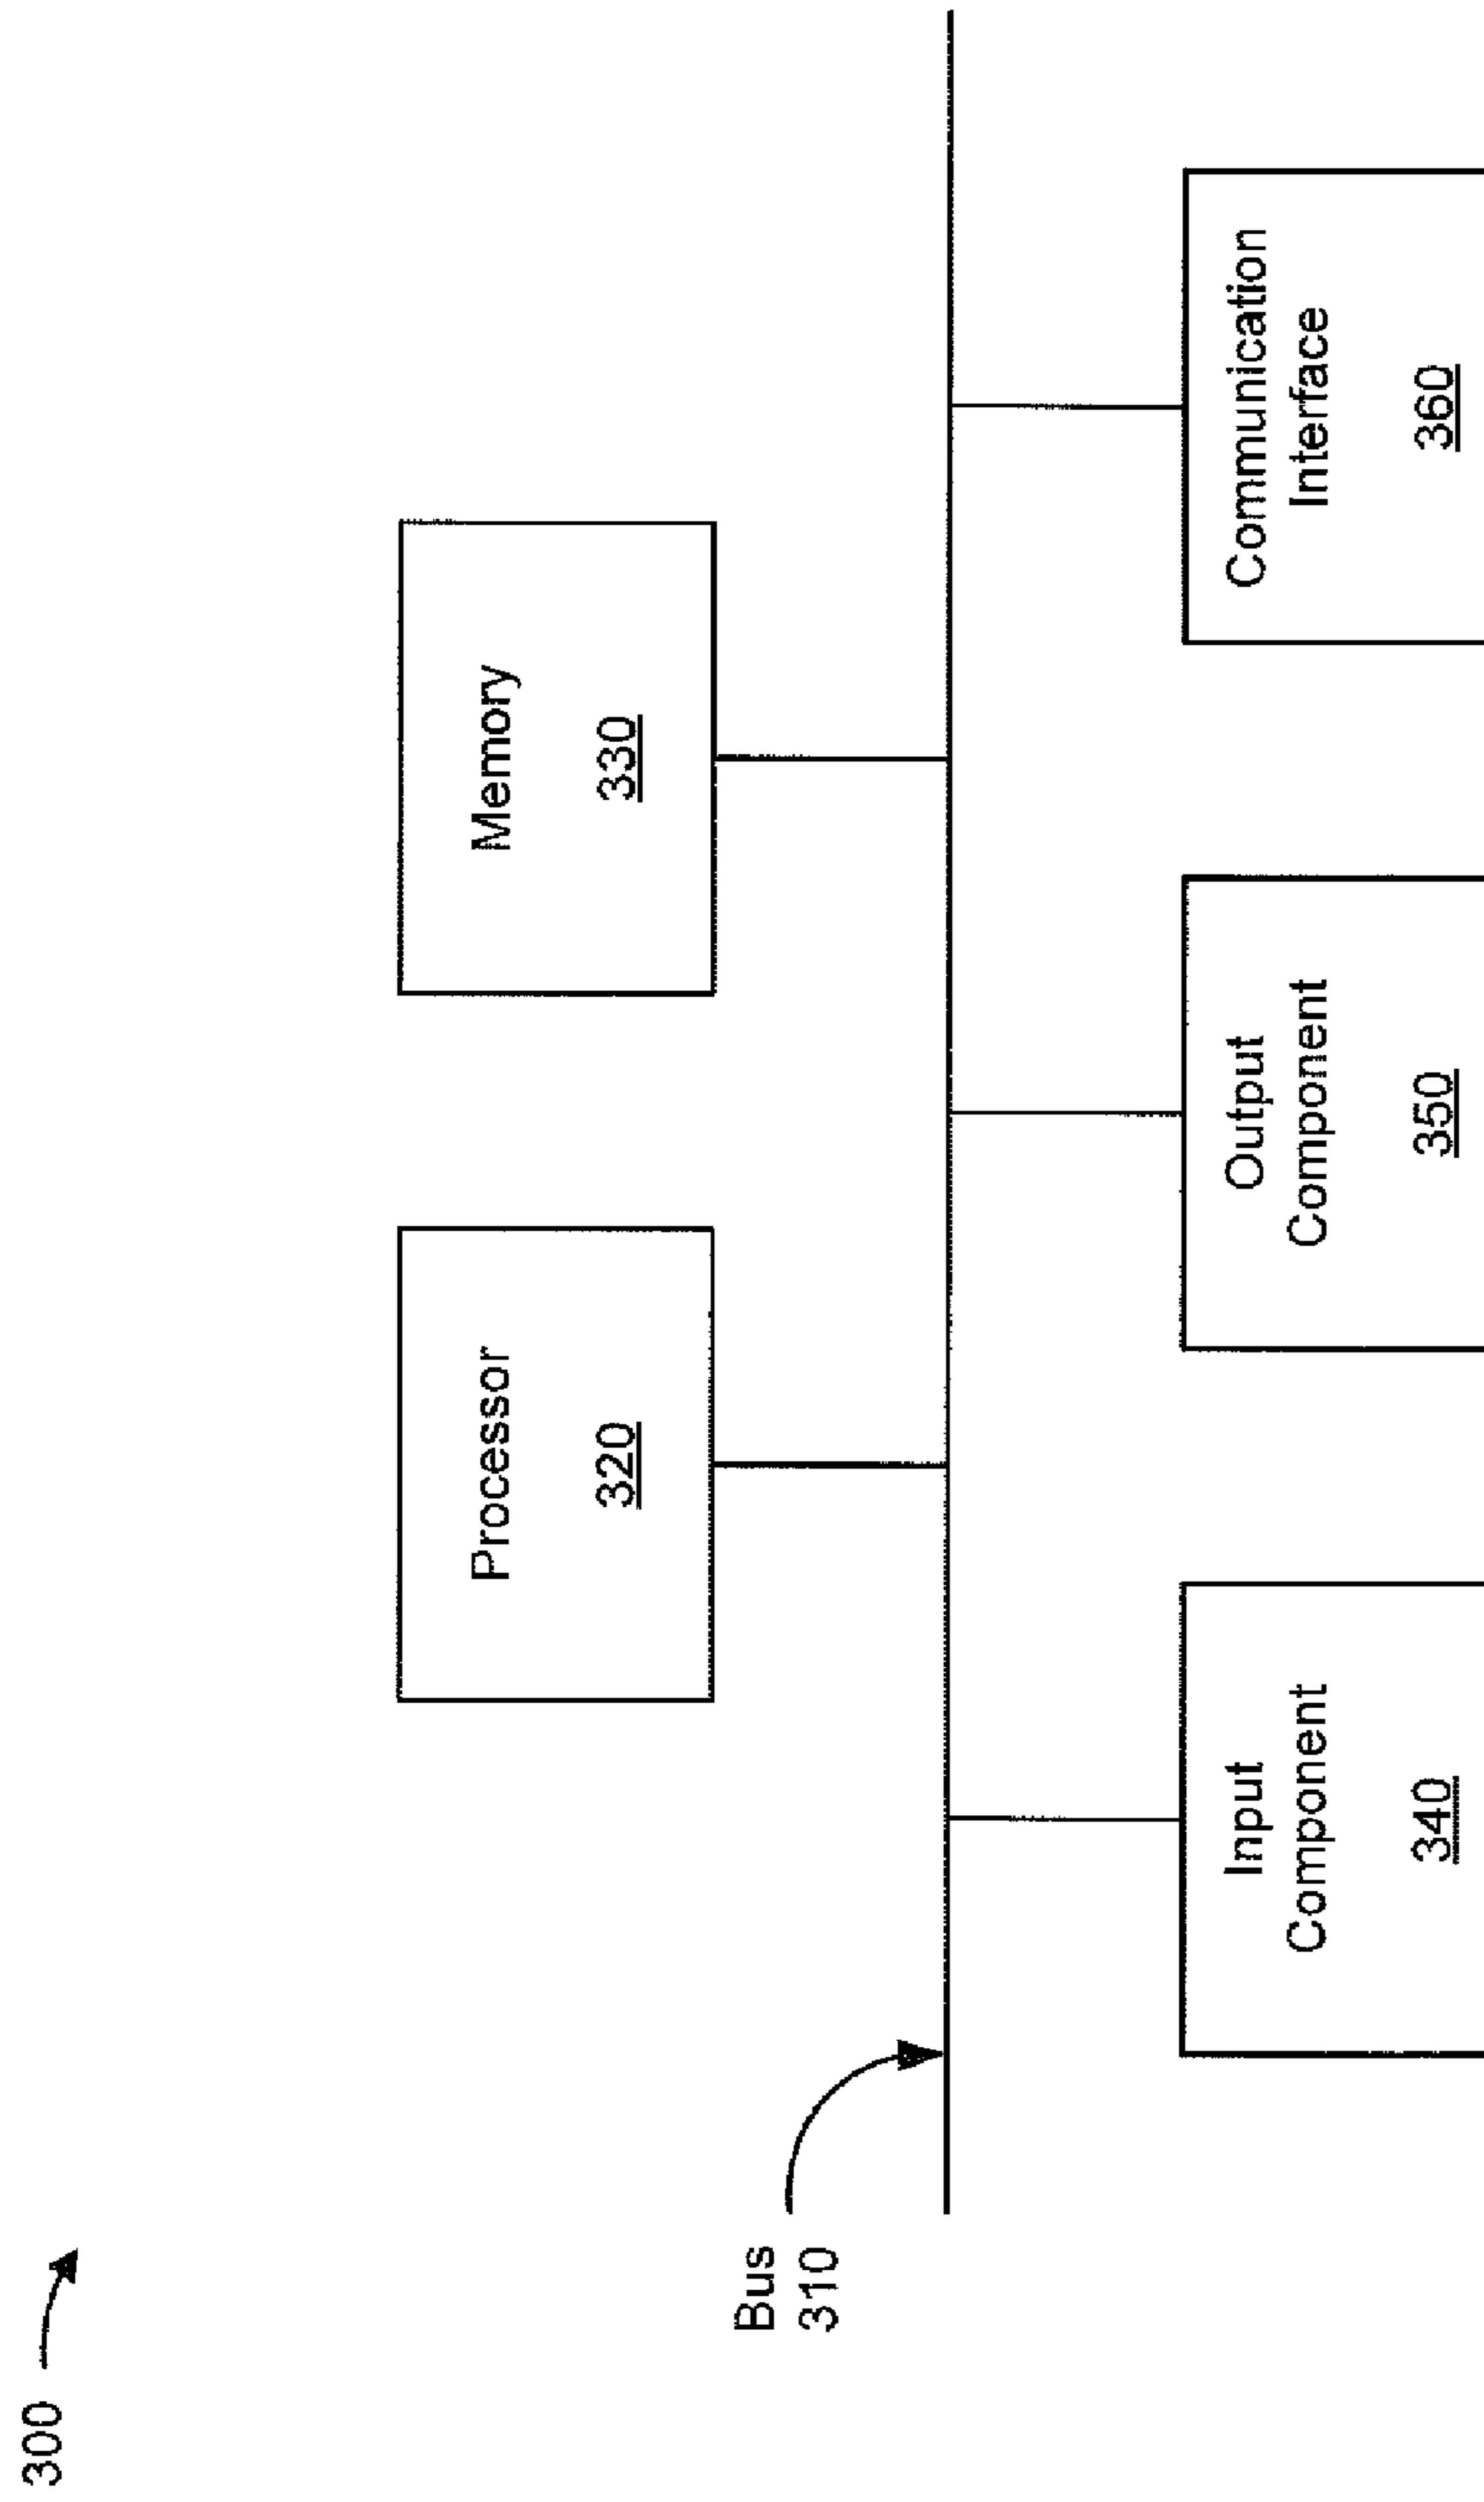 300
Processor
320
Memory
330
Bus
310
Input
Component
340
Output
Component
350
Communication
Interface
360